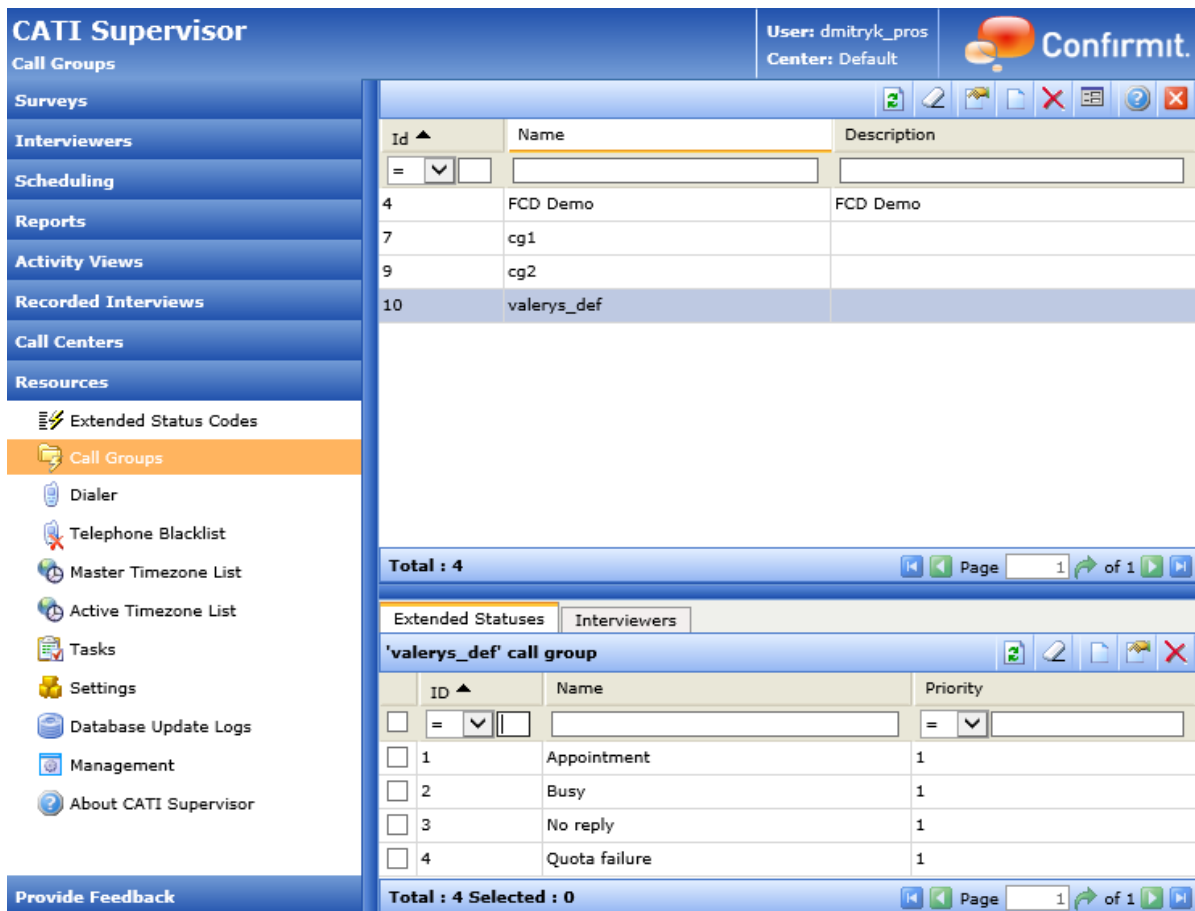 CATI Supervisor
Call Groups
User: dmitryk_pros
Center: Default
Confirmit.
Surveys
Interviewers
Scheduling
Reports
Activity Views
Recorded Interviews
Call Centers
Resources
Extended Status Codes
Call Groups
Dialer
Telephone Blacklist
Master Timezone List
Active Timezone List
Tasks
Settings
Database Update Logs
Management
About CATI Supervisor
Provide Feedback
Id Name Description
=
4 FCD Demo FCD Demo
7 cg1
9 cg2
10 valerys_def
Total : 4 Page 1 of 1
Extended Statuses Interviewers
'valerys_def' call group
ID Name Priority
= =
1 Appointment 1
2 Busy 1
3 No reply 1
4 Quota failure 1
Total : 4 Selected : 0 Page 1 of 1